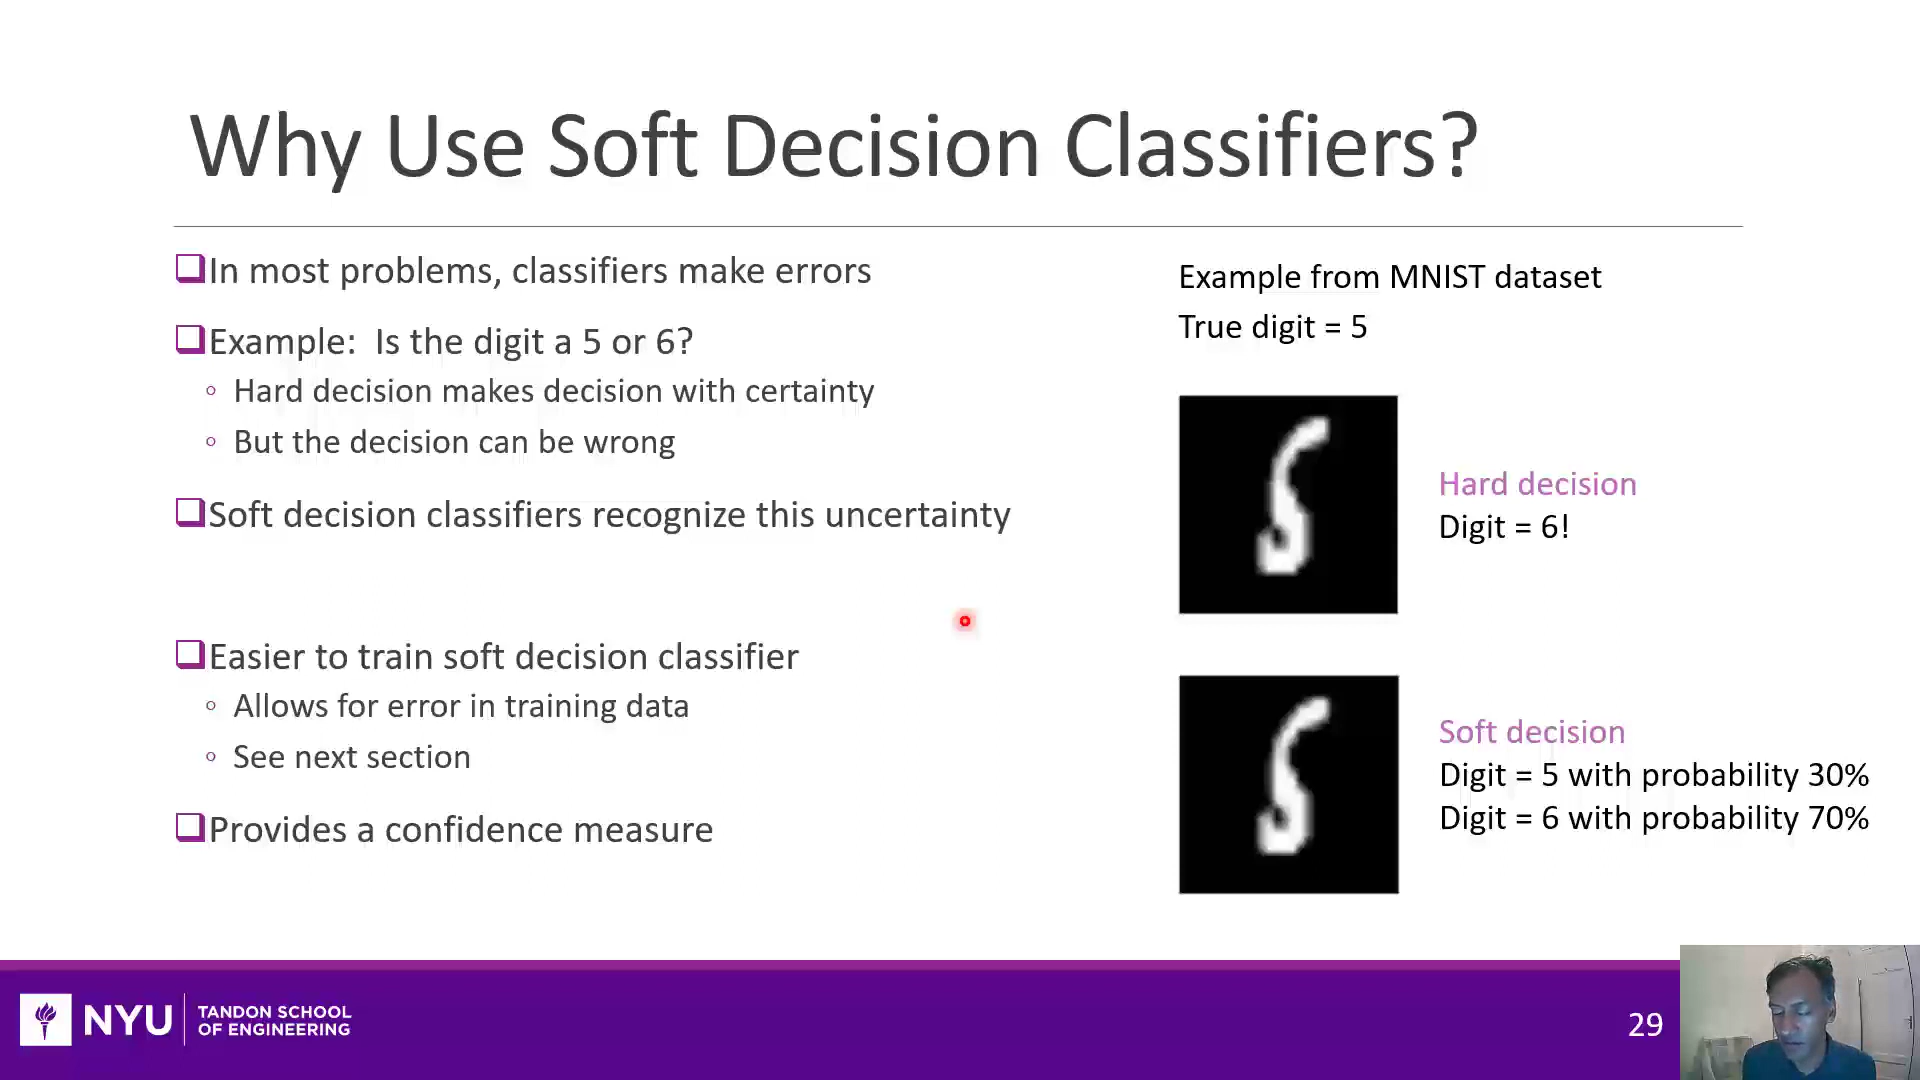 Why Use Soft Decision Classifiers?
In most problems, classifiers make errors
Example: Is the digit a 5 or 6?
Hard decision makes decision with certainty
But the decision can be wrong
Soft decision classifiers recognize this uncertainty
Easier to train soft decision classifier
Allows for error in training data
See next section
Provides a confidence measure
Example from MNIST dataset
True digit = 5
Hard decision
Digit = 6!
Soft decision
Digit = 5 with probability 30%
Digit = 6 with probability 70%
NYU
TANDON SCHOOL
OF ENGINEERING
29